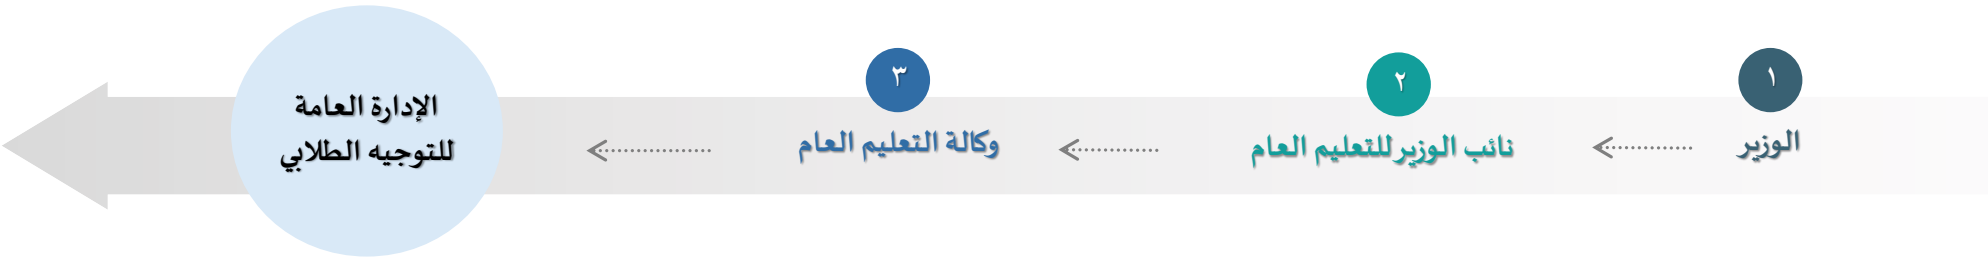 ١
الوزير
٢
نائب الوزير للتعليم العام
٣
وكالة التعليم العام
الإدارة العامة
للتوجيه الطلابي